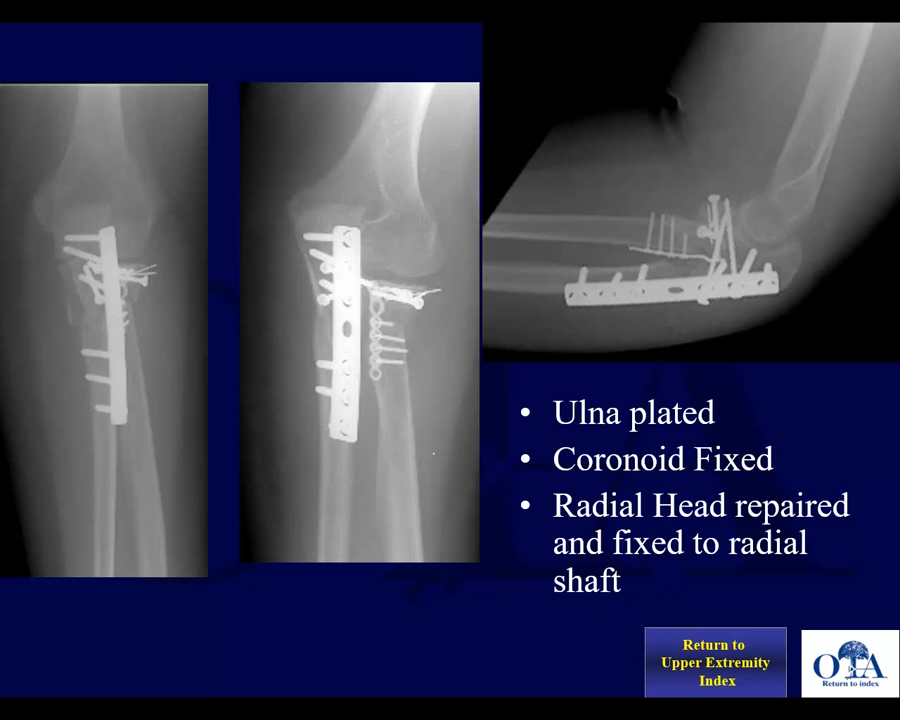 • Ulna plated
• Coronoid Fixed
• Radial Head repaired
and fixed to radial
shaft
Return to
Upper Extremity
Index
OTA
Return to index